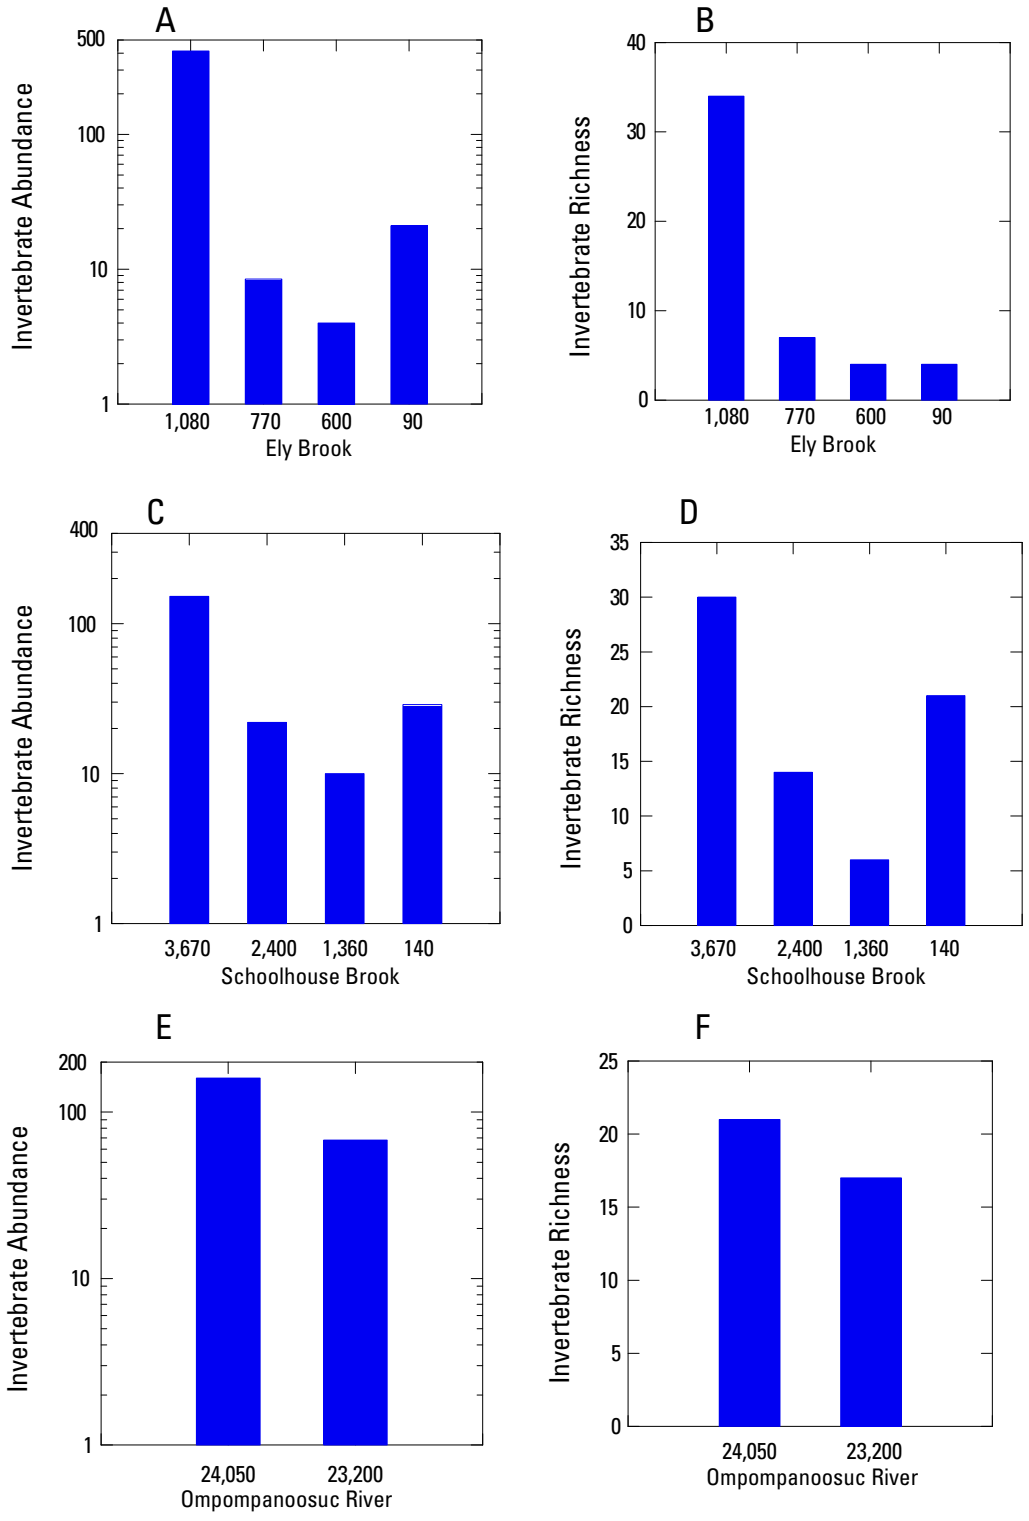 A
Invertebrate Abundance
500
100
10
1
1,080 770 600 90
Ely Brook
B
Invertebrate Richness
40
30
20
10
0
1,080 770 600 90
Ely Brook
C
Invertebrate Abundance
400
100
10
1
3,670 2,400 1,360 140
Schoolhouse Brook
D
Invertebrate Richness
35
30
25
20
15
10
5
0
3,670 2,400 1,360 140
Schoolhouse Brook
E
Invertebrate Abundance
200
100
10
1
24,050 23,200
Ompompanoosuc River
F
Invertebrate Richness
25
20
15
10
5
0
24,050 23,200
Ompompanoosuc River